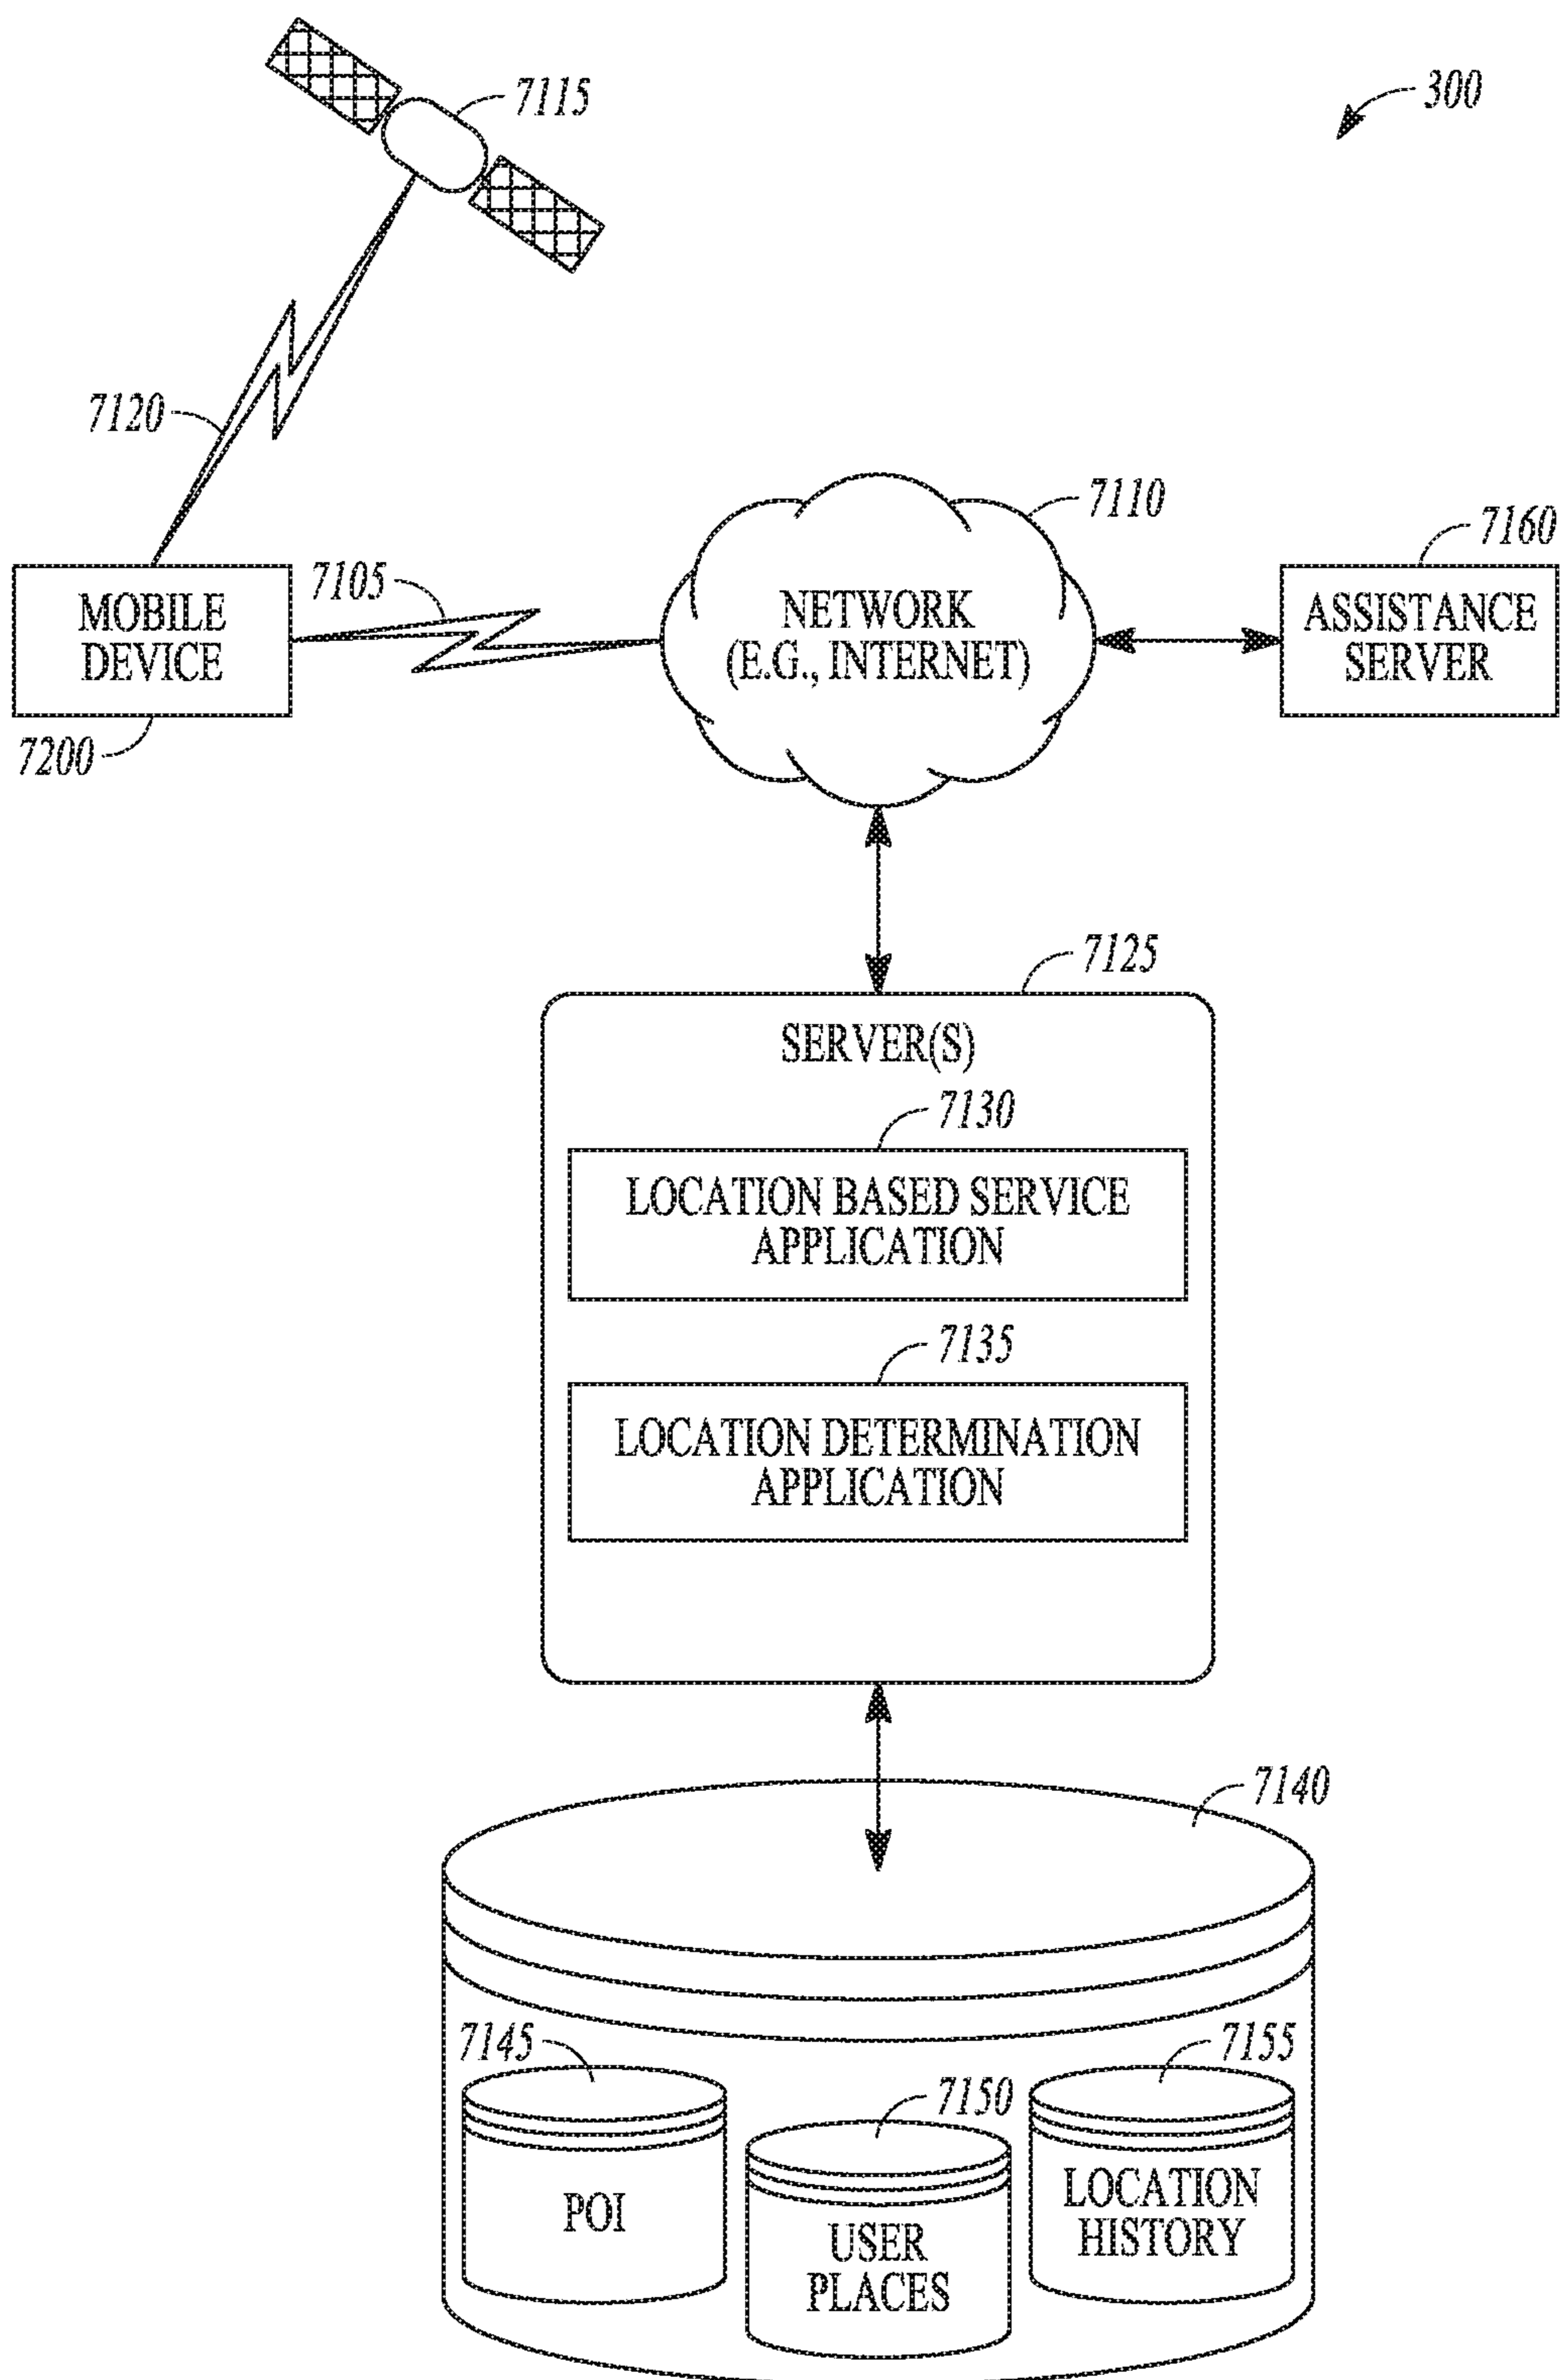 7115
300
7120
7110
7160
7105
MOBILE
DEVICE
NETWORK
(E.G., INTERNET)
ASSISTANCE
SERVER
7200
7125
SERVER(S)
7130
LOCATION BASED SERVICE
APPLICATION
7135
LOCATION DETERMINATION
APPLICATION
7140
7145
7155
7150
POI
LOCATION
HISTORY
USER
PLACES